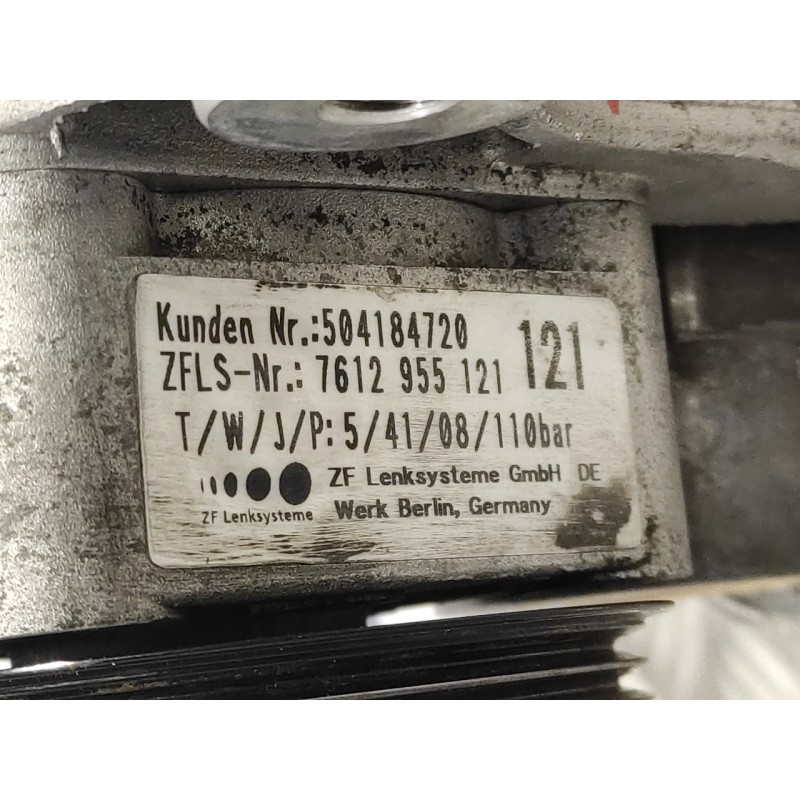 Kunden Nr.:504184720
ZFLS-Nr.: 7612 955 121 121
T/W/J/P: 5/41/08/110bar
ZF Lenksysteme GmbH DE
ZF Lenksysteme Werk Berlin, Germany